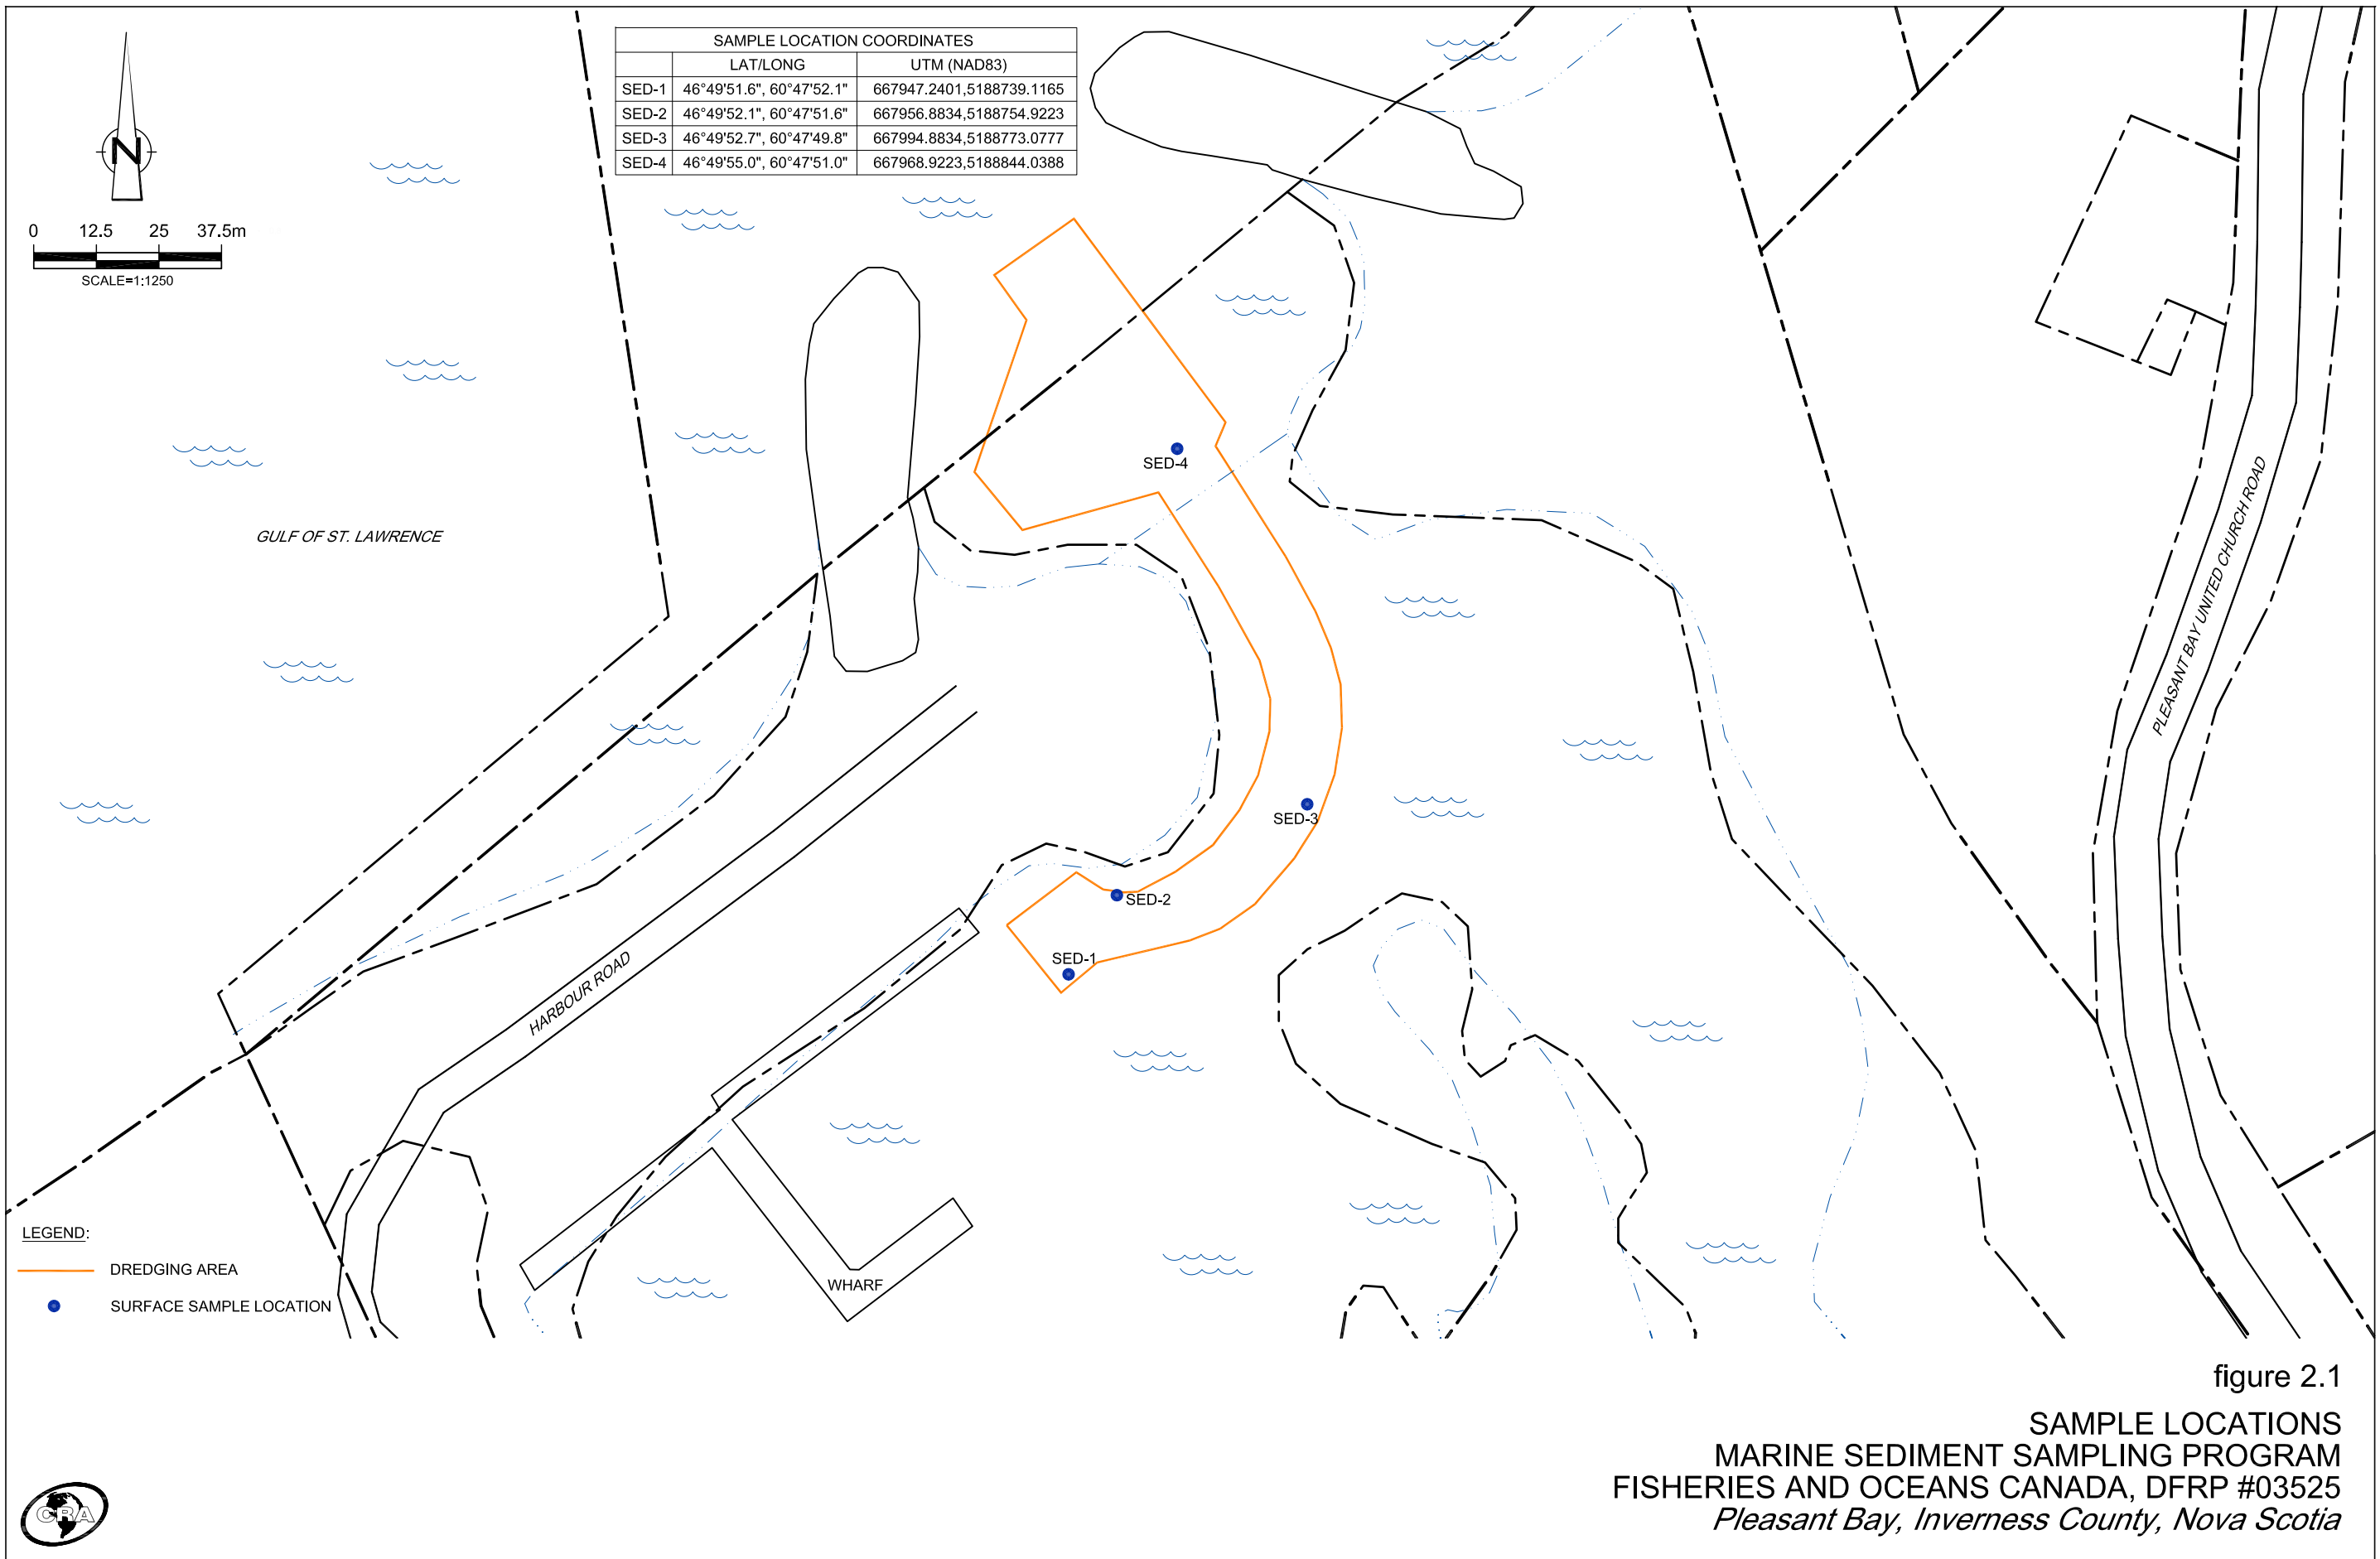 SAMPLE LOCATION COORDINATES
LAT/LONG UTM (NAD83)
SED-1 46°49'51.6", 60°47'52.1" 667947.2401,5188739.1165
SED-2 46°49'52.1", 60°47'51.6" 667956.8834,5188754.9223
SED-3 46°49'52.7", 60°47'49.8" 667994.8834,5188773.0777
SED-4 46°49'55.0", 60°47'51.0" 667968.9223,5188844.0388
N
0 12.5 25 37.5m
SCALE=1:1250
SED-4
GULF OF ST. LAWRENCE
PLEASANT BAY UNITED CHURCH ROAD
SED-3
SED-2
SED-1
HARBOUR ROAD
WHARF
LEGEND:
DREDGING AREA
SURFACE SAMPLE LOCATION
figure 2.1
SAMPLE LOCATIONS
MARINE SEDIMENT SAMPLING PROGRAM
FISHERIES AND OCEANS CANADA, DFRP #03525
Pleasant Bay, Inverness County, Nova Scotia
CRA